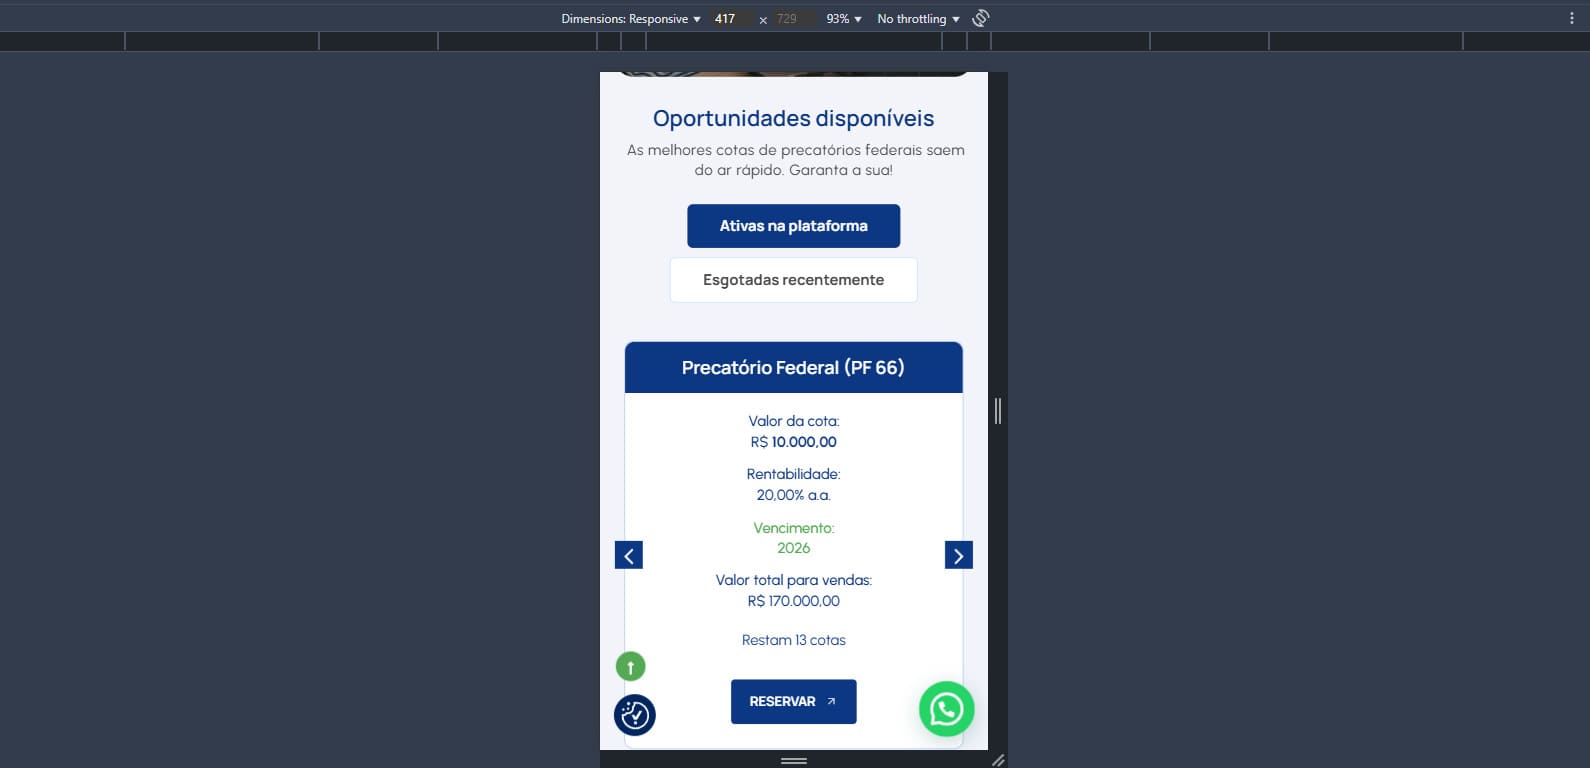 Dimensions: Responsive 417 × 729 93% No throttling
Oportunidades disponíveis
As melhores cotas de precatórios federais saem
do ar rápido. Garanta a sua!
Ativas na plataforma
Esgotadas recentemente
Precatório Federal (PF 66)
Valor da cota:
R$ 10.000,00
Rentabilidade:
20,00% a.a.
Vencimento:
2026
Valor total para vendas:
R$ 170.000,00
Restam 13 cotas
RESERVAR